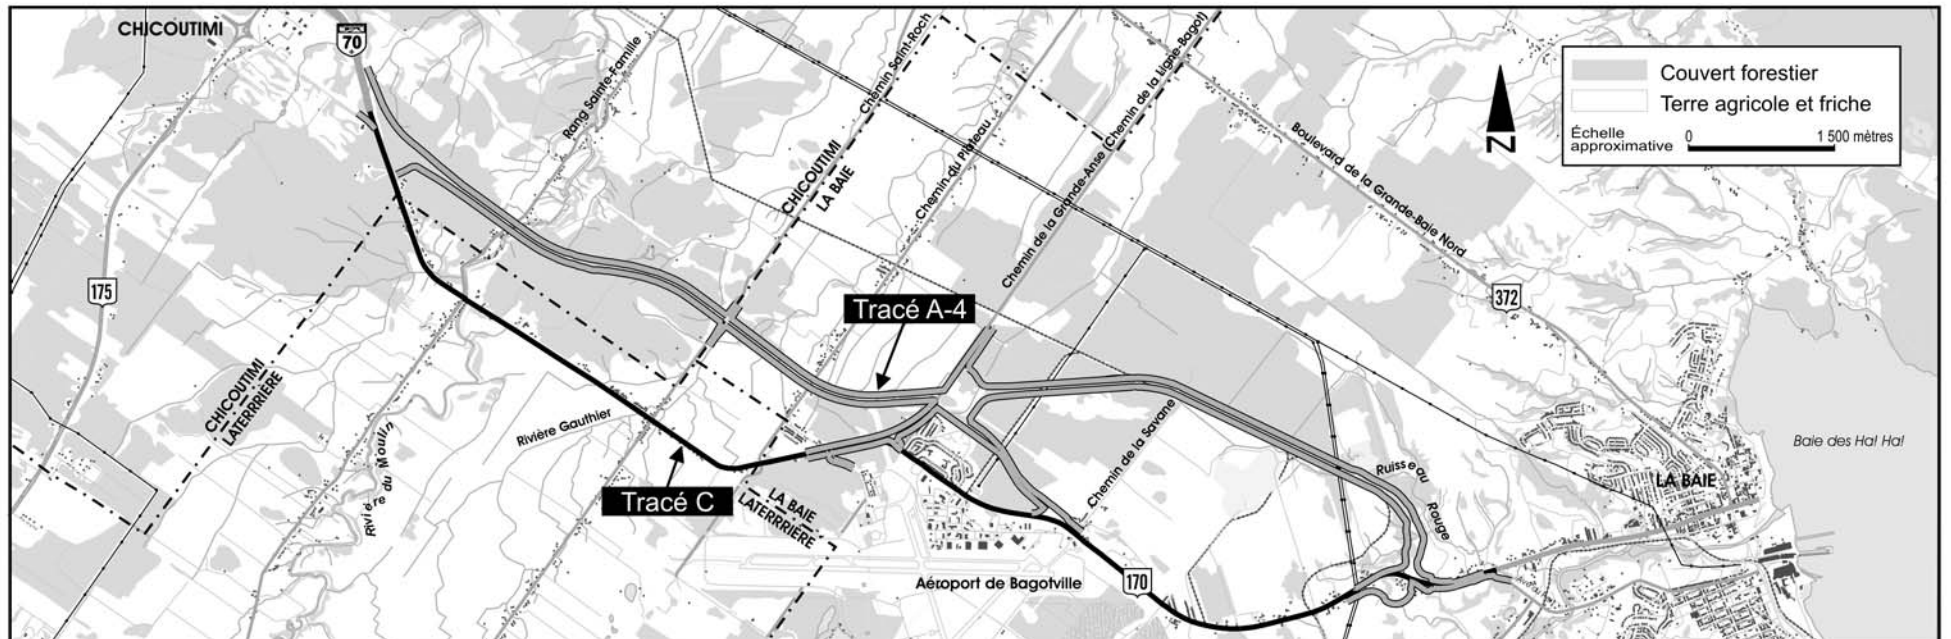 CHICOUTIMI
70
Rang Sainte-Famille
Chemin Saint-Roch
CHICOUTIMI
LA BAIE
Chemin du Plateau
Chemin de la Grande-Anse (Chemin de la Ligne-Bagot)
Boulevard de la Grande-Baie Nord
N
Couvert forestier
Terre agricole et friche
Échelle
approximative
0
1 500 mètres
175
372
Tracé A-4
CHICOUTIMI
LATERRRIÈRE
Rivière du Moulin
Rivière Gauthier
Tracé C
LA BAIE
LATERRRIÈRE
Chemin de la Savane
Ruisseau Rouge
LA BAIE
Baie des Ha! Ha!
Aéroport de Bagotville
170